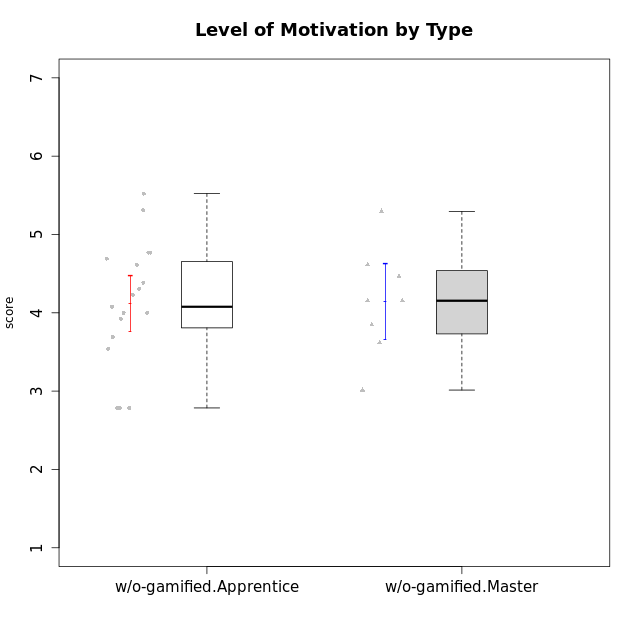 Level of Motivation by Type
7
6
5
4
3
2
1
score
w/o-gamified.Apprentice
w/o-gamified.Master